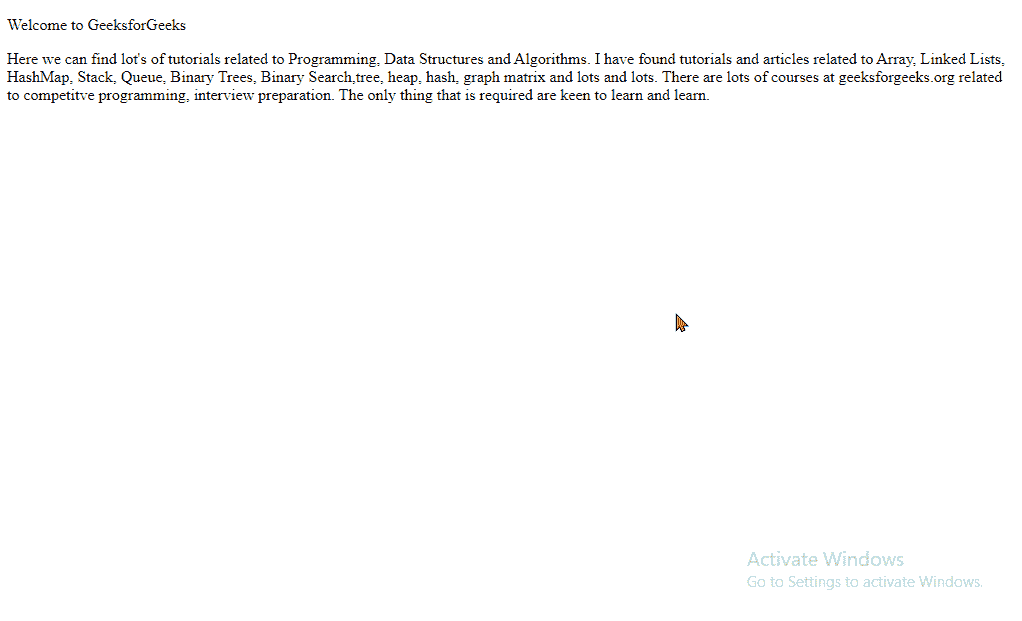 Welcome to GeeksforGeeks
Here we can find lot's of tutorials related to Programming, Data Structures and Algorithms. I have found tutorials and articles related to Array, Linked Lists,
HashMap, Stack, Queue, Binary Trees, Binary Search,tree, heap, hash, graph matrix and lots and lots. There are lots of courses at geeksforgeeks.org related
to competitve programming, interview preparation. The only thing that is required are keen to learn and learn.
Activate Windows
Go to Settings to activate Windows.